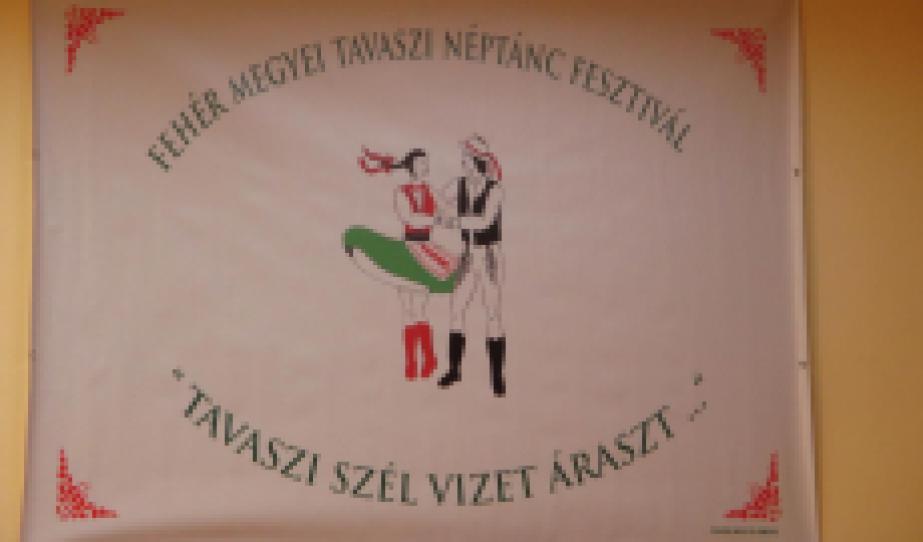 FEHÉR MEGYEI TAVASZI NÉPTÁNC FESZTIVÁL
" TAVASZI SZÉL VIZET ÁRASZT ..."